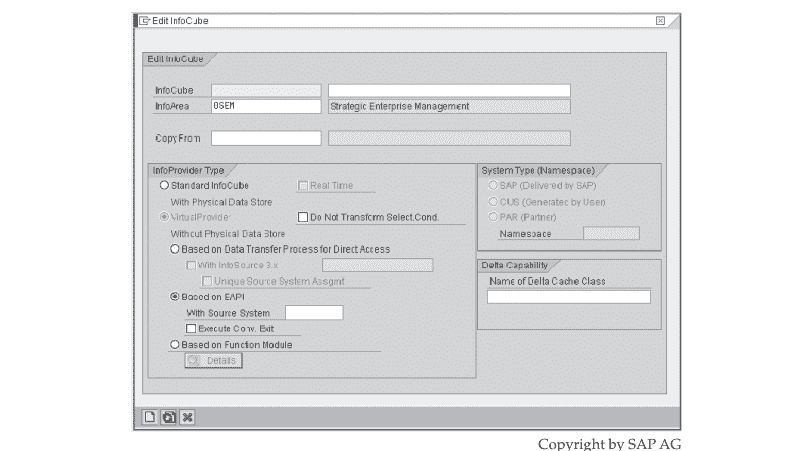 Edit InfoCube
Edit InfoCube
InfoCube
InfoArea 0SEM Strategic Enterprise Management
Copy From
InfoProvider Type
Standard InfoCube Real Time
With Physical Data Store
VirtualProvider Do Not Transform Select.Cond.
Without Physical Data Store
Based on Data Transfer Process for Direct Access
With InfoSource 3.x
Unique Source System Assgmt
Based on BAPI
With Source System
Execute Conv. Exit
Based on Function Module
Details
System Type (Namespace)
SAP (Delivered by SAP)
CUS (Generated by User)
PAR (Partner)
Namespace
Delta Capability
Name of Delta Cache Class
Copyright by SAP AG